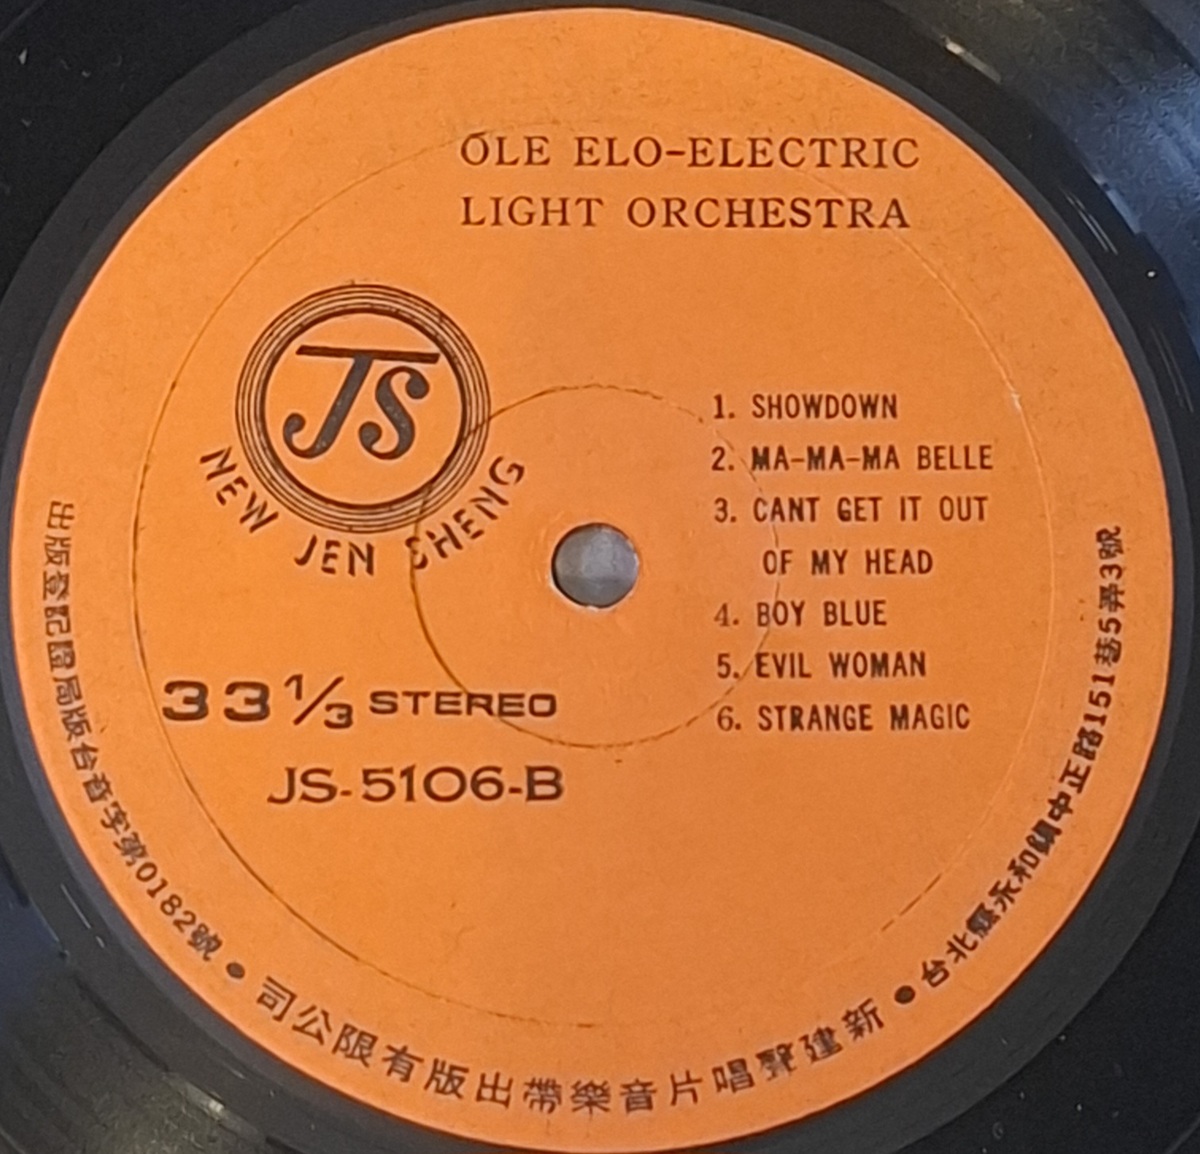 ÓLE ELO-ELECTRIC
LIGHT ORCHESTRA
JS
NEW JEN SHENG
1. SHOWDOWN
2. MA-MA-MA BELLE
3. CANT GET IT OUT
OF MY HEAD
4. BOY BLUE
5. EVIL WOMAN
6. STRANGE MAGIC
33 1/3 STEREO
JS-5106-B
出版登記證局版台音字第0182號 ●
司公限有版出帶樂音片唱聲建新
● 台北縣永和鎮中正路151巷5弄3號